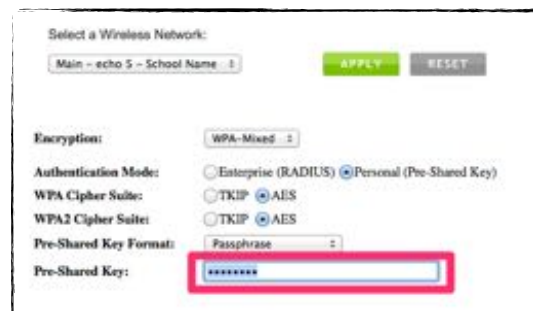 Select a Wireless Network:
Main - echo 5 - School Name
APPLY RESET
Encryption: WPA-Mixed
Authentication Mode: Enterprise (RADIUS) Personal (Pre-Shared Key)
WPA Cipher Suite: TKIP AES
WPA2 Cipher Suite: TKIP AES
Pre-Shared Key Format: Passphrase
Pre-Shared Key: ••••••••